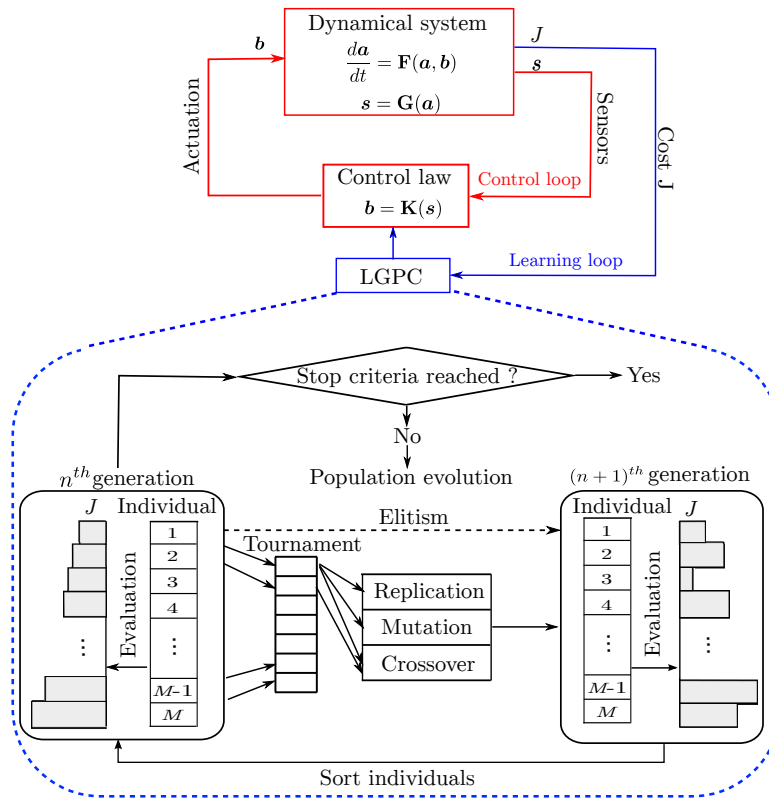 Dynamical system
b
da/dt = F(a, b)
J
s
s = G(a)
Actuation
Sensors
Cost J
Control law
Control loop
b = K(s)
Learning loop
LGPC
Stop criteria reached ?
Yes
No
Population evolution
n^th generation
(n + 1)^th generation
J
Individual
1
2
3
4
⋮
⋮
M-1
M
Evaluation
Elitism
Tournament
Replication
Mutation
Crossover
Individual
J
1
2
3
4
⋮
⋮
M-1
M
Evaluation
Sort individuals